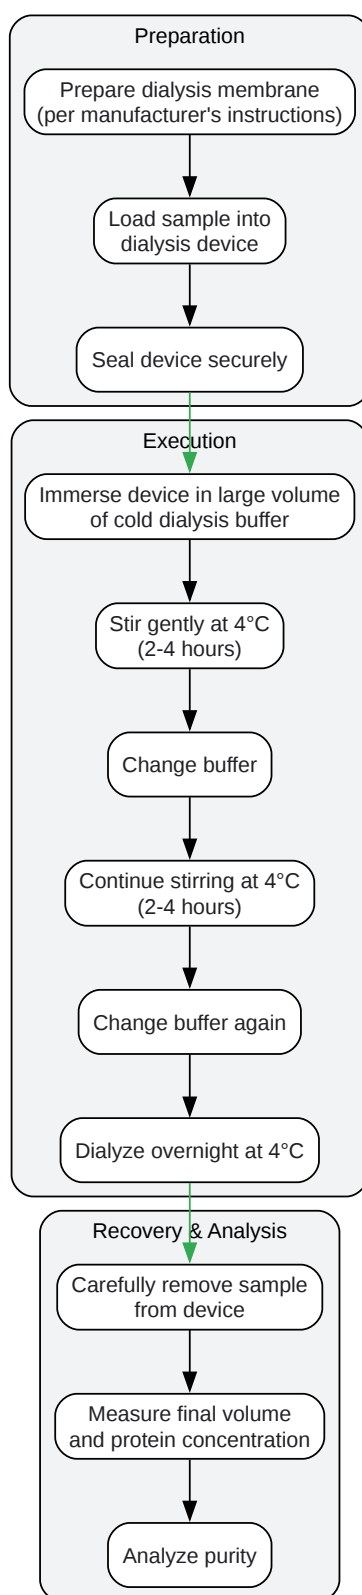 Preparation
Prepare dialysis membrane
(per manufacturer's instructions)
Load sample into
dialysis device
Seal device securely
Execution
Immerse device in large volume
of cold dialysis buffer
Stir gently at 4°C
(2-4 hours)
Change buffer
Continue stirring at 4°C
(2-4 hours)
Change buffer again
Dialyze overnight at 4°C
Recovery & Analysis
Carefully remove sample
from device
Measure final volume
and protein concentration
Analyze purity